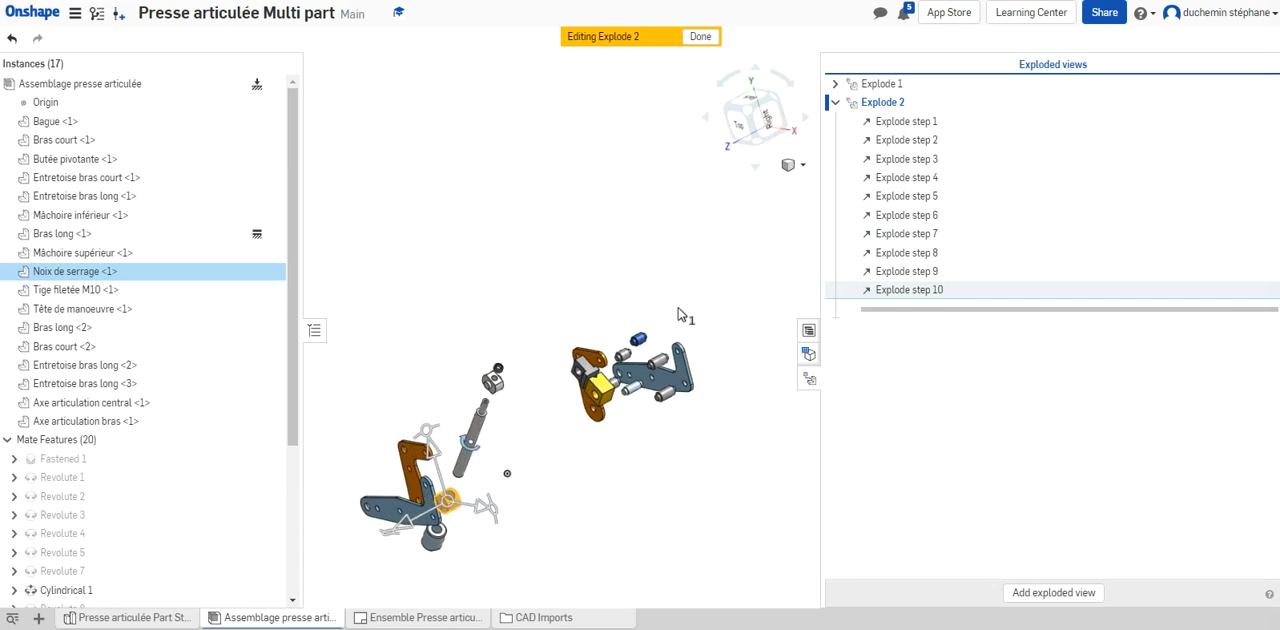 Onshape Presse articulée Multi part Main 5 App Store Learning Center Share duchemin stéphane
Editing Explode 2 Done
Instances (17)
Assemblage presse articulée
Origin
Bague <1>
Bras court <1>
Butée pivotante <1>
Entretoise bras court <1>
Entretoise bras long <1>
Mâchoire inférieur <1>
Bras long <1>
Mâchoire supérieur <1>
Noix de serrage <1>
Tige filetée M10 <1>
Tête de manoeuvre <1>
Bras long <2>
Bras court <2>
Entretoise bras long <2>
Entretoise bras long <3>
Axe articulation central <1>
Axe articulation bras <1>
Mate Features (20)
Fastened 1
Revolute 1
Revolute 2
Revolute 3
Revolute 4
Revolute 5
Revolute 7
Cylindrical 1
Y
Right
X
Z
1
Exploded views
Explode 1
Explode 2
Explode step 1
Explode step 2
Explode step 3
Explode step 4
Explode step 5
Explode step 6
Explode step 7
Explode step 8
Explode step 9
Explode step 10
Add exploded view
Presse articulée Part St... Assemblage presse arti... Ensemble Presse articu... CAD Imports